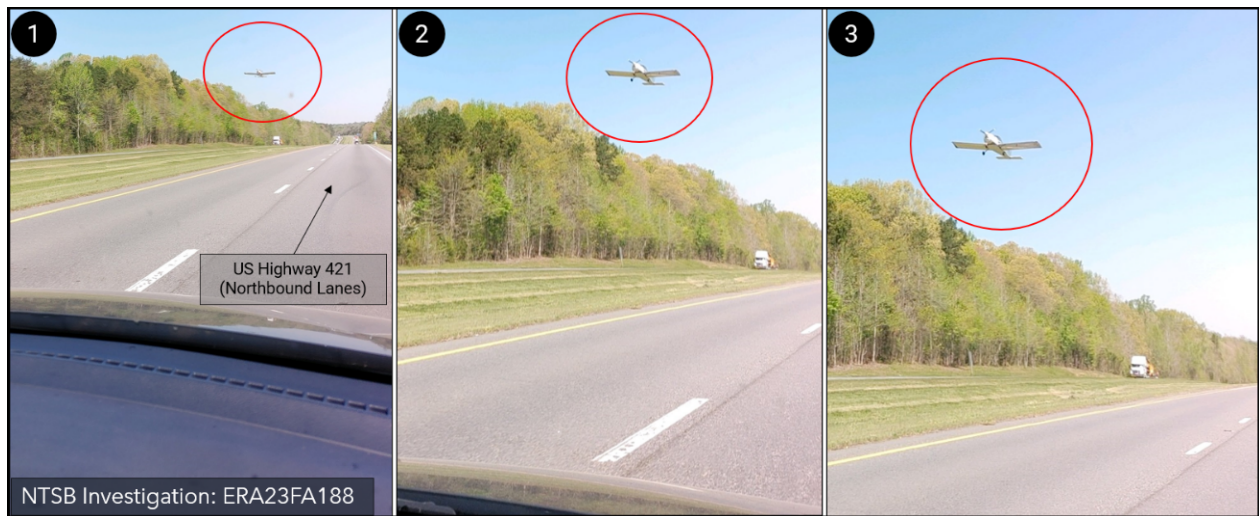 1
2
3
US Highway 421
(Northbound Lanes)
NTSB Investigation: ERA23FA188